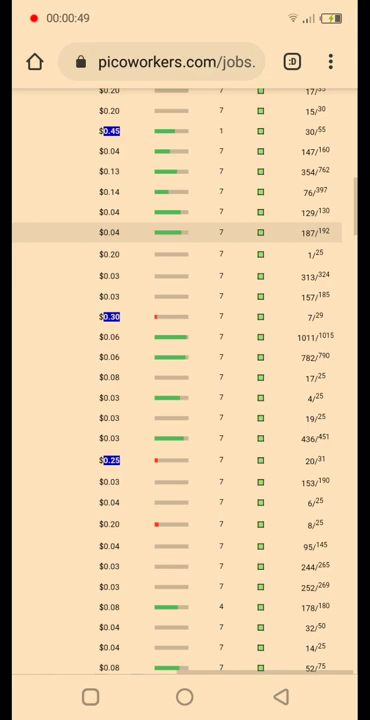 00:00:49
picoworkers.com/jobs.
:D
$0.20 7 17/35
$0.20 7 15/30
$0.45 1 30/55
$0.04 7 147/160
$0.13 7 354/762
$0.14 7 76/397
$0.04 7 129/130
$0.04 7 187/192
$0.20 7 1/25
$0.03 7 313/324
$0.03 7 157/185
$0.30 7 7/29
$0.06 7 1011/1015
$0.06 7 782/790
$0.08 7 17/25
$0.03 7 4/25
$0.03 7 19/25
$0.03 7 436/451
$0.25 7 20/31
$0.03 7 153/190
$0.04 7 6/25
$0.20 7 8/25
$0.04 7 95/145
$0.03 7 244/265
$0.03 7 252/269
$0.08 4 178/180
$0.04 7 32/50
$0.04 7 14/25
$0.08 7 52/75